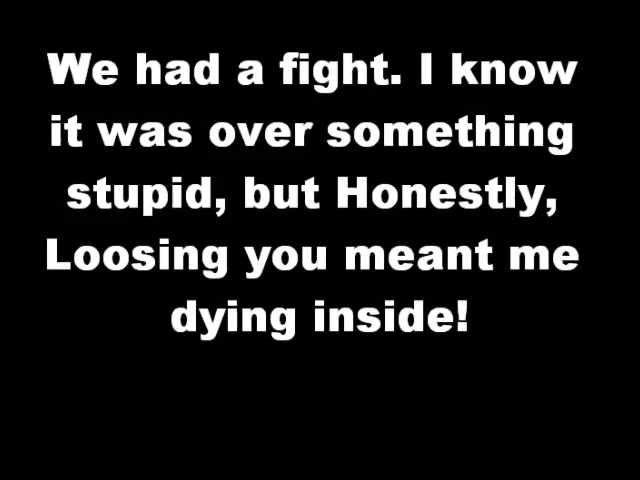 We had a fight. I know
it was over something
stupid, but Honestly,
Loosing you meant me
dying inside!